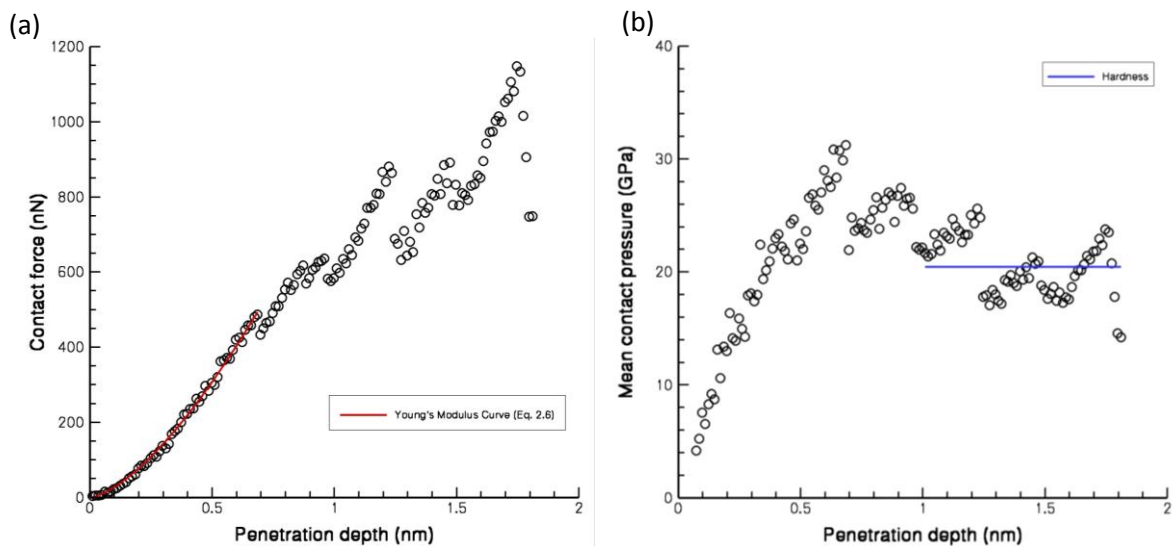 (a)
1200
1000
800
600
400
200
0
Contact force (nN)
0 0.5 1 1.5 2
Penetration depth (nm)
Young's Modulus Curve (Eq. 2.6)
(b)
40
30
20
10
0
Mean contact pressure (GPa)
0 0.5 1 1.5 2
Penetration depth (nm)
Hardness